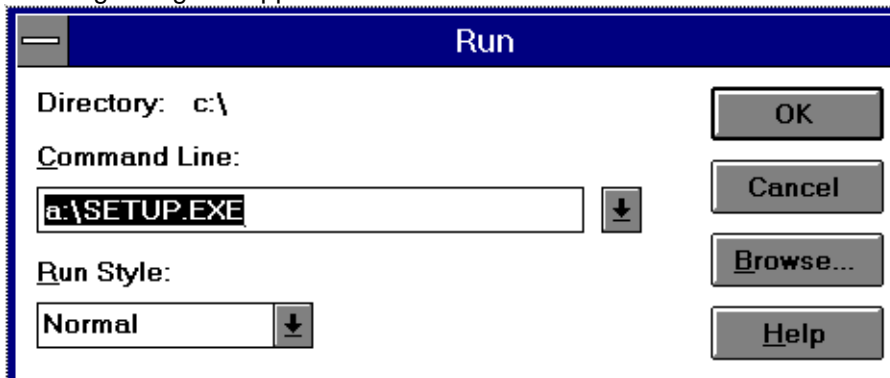 Run
Directory: c:\
OK
Command Line:
a:\SETUP.EXE
Cancel
Run Style:
Browse...
Normal
Help